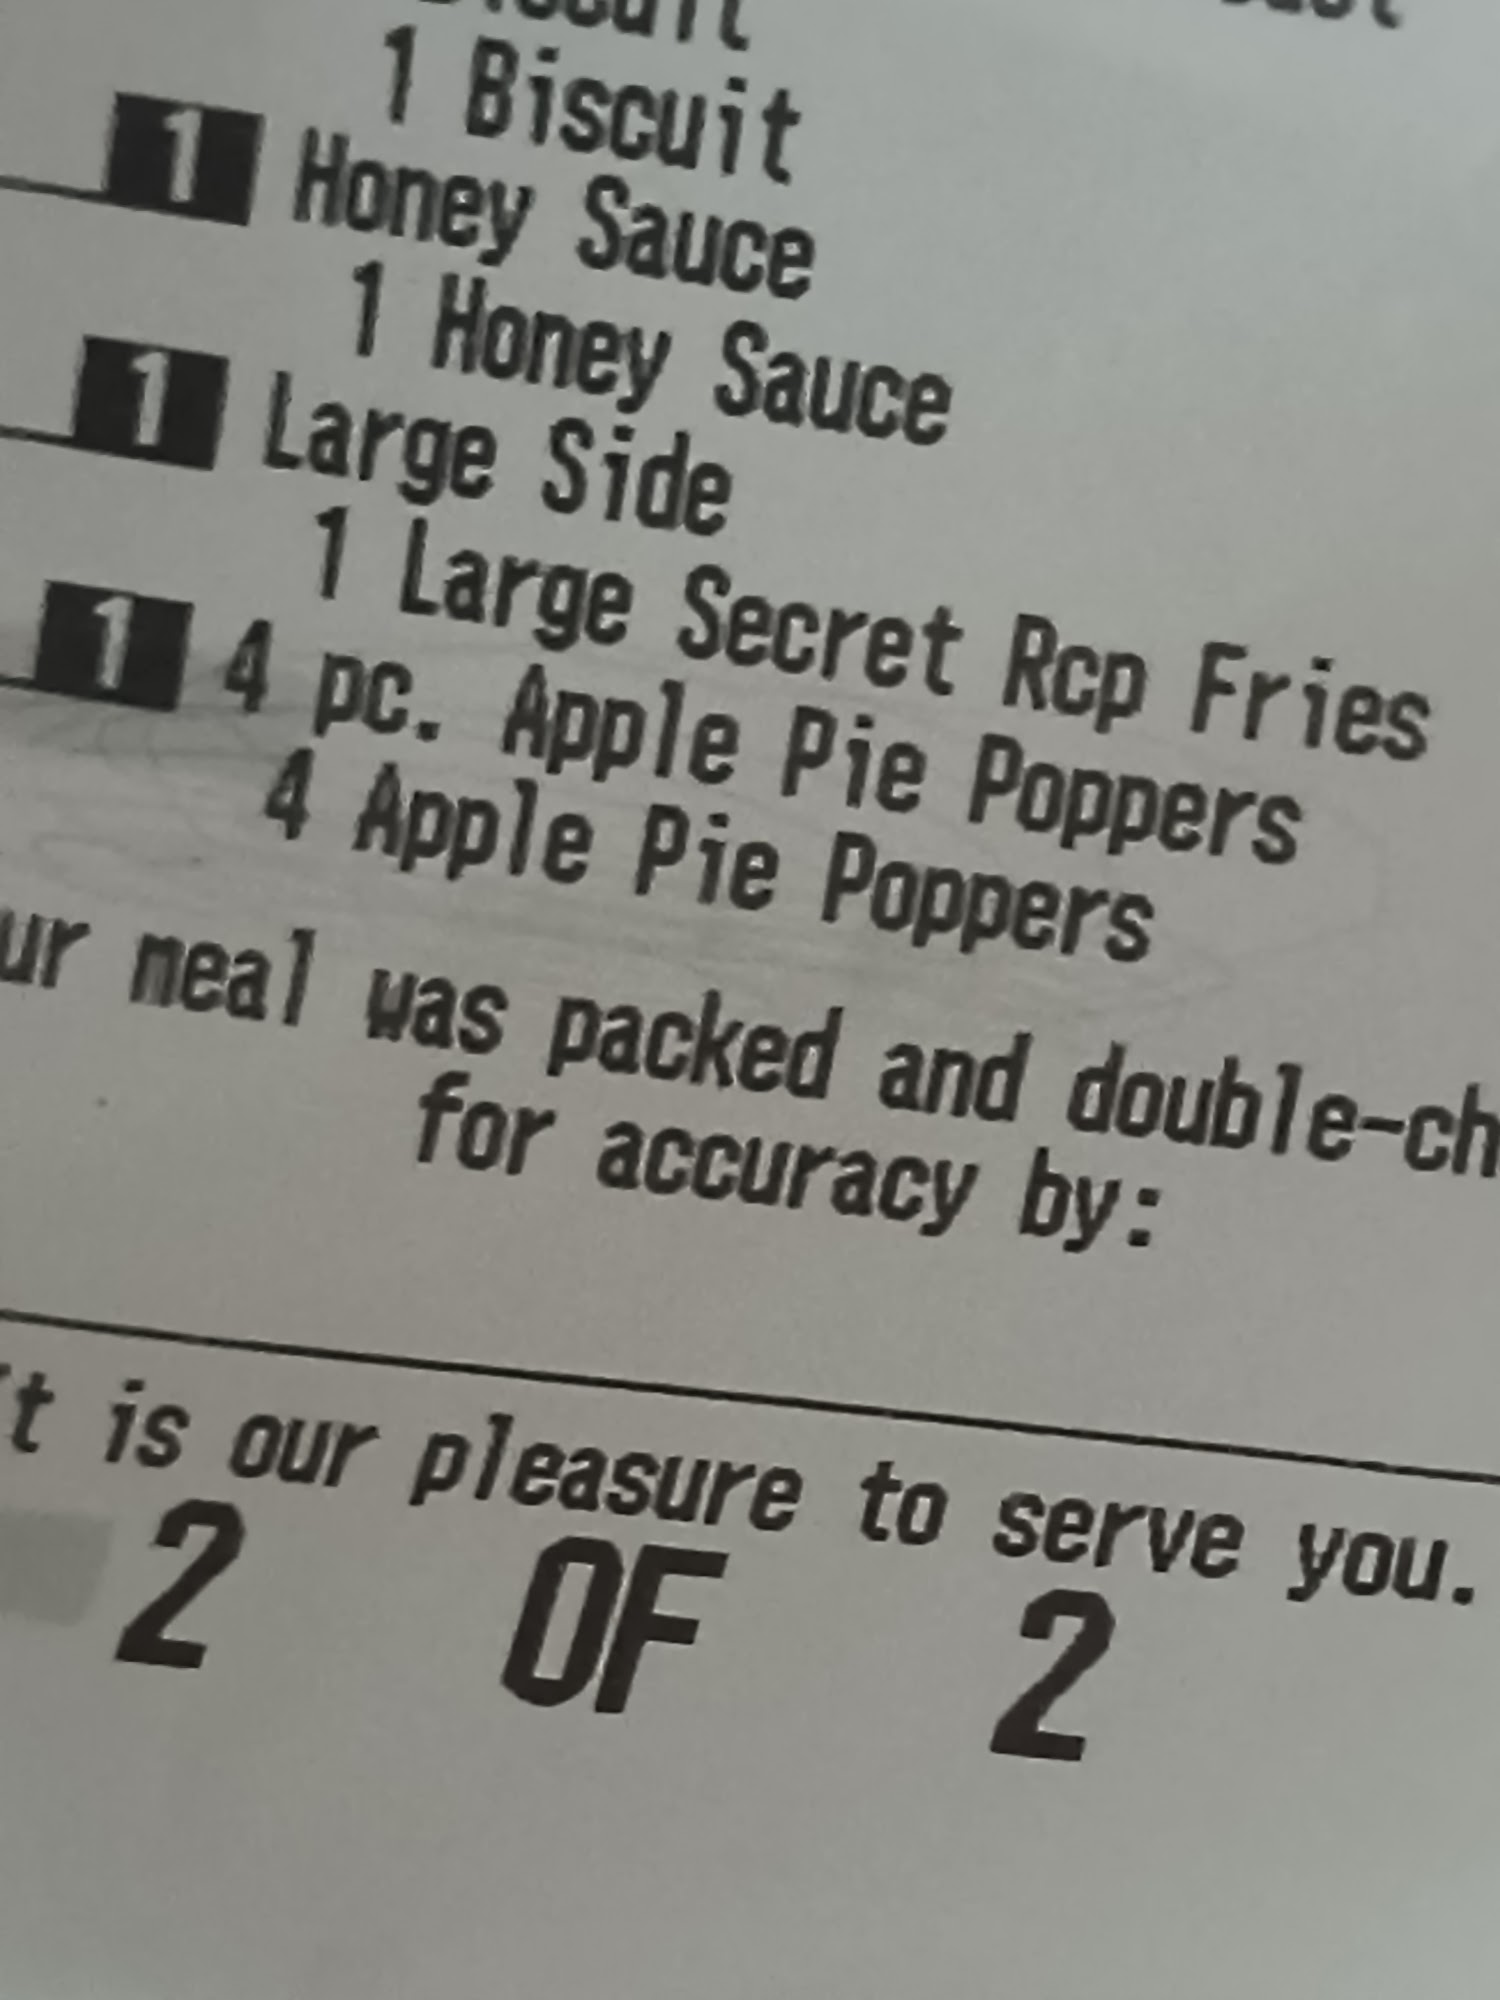 1 Biscuit
1 Honey Sauce
1 Honey Sauce
1 Large Side
1 Large Secret Rcp Fries
1 4 pc. Apple Pie Poppers
4 Apple Pie Poppers
ur meal was packed and double-ch
for accuracy by:
t is our pleasure to serve you.
2 OF 2